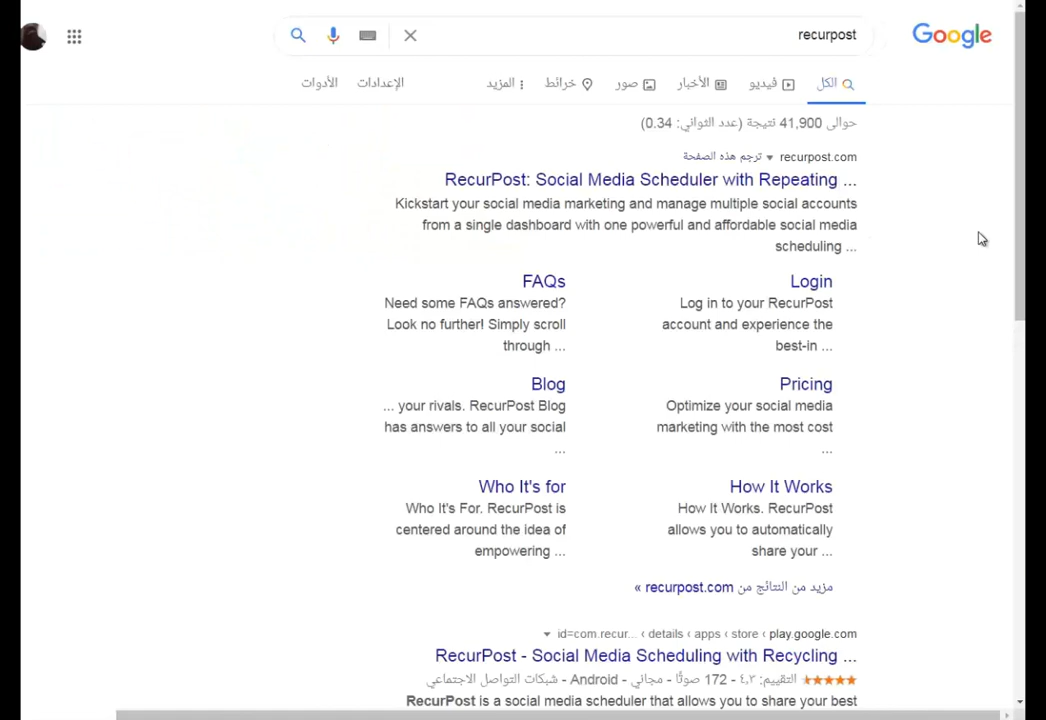 recurpost
Google
الكل
فيديو
الأخبار
صور
خرائط
المزيد
الإعدادات
الأدوات
حوالى 41,900 نتيجة (عدد الثواني: 0.34)
recurpost.com ترجم هذه الصفحة
RecurPost: Social Media Scheduler with Repeating ...
Kickstart your social media marketing and manage multiple social accounts
from a single dashboard with one powerful and affordable social media
scheduling ...
Login
Log in to your RecurPost
account and experience the
best-in ...
FAQs
Need some FAQs answered?
Look no further! Simply scroll
through ...
Pricing
Optimize your social media
marketing with the most cost
...
Blog
... your rivals. RecurPost Blog
has answers to all your social
...
How It Works
How It Works. RecurPost
allows you to automatically
share your ...
Who It's for
Who It's For. RecurPost is
centered around the idea of
empowering ...
مزيد من النتائج من recurpost.com »
play.google.com › store › apps › details › id=com.recur...
RecurPost - Social Media Scheduling with Recycling ...
التقييم: ٤,٣ - 172 صوتًا - مجاني - Android - شبكات التواصل الاجتماعي
RecurPost is a social media scheduler that allows you to share your best